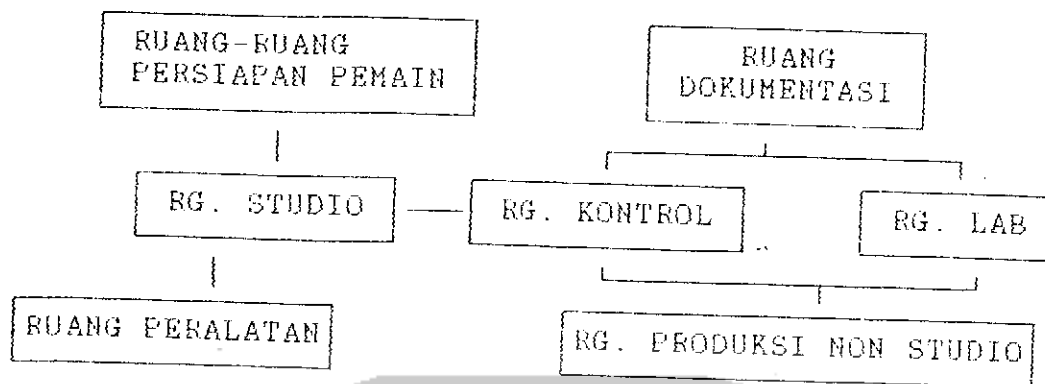 RUANG-RUANG
PERSIAPAN PEMAIN
RUANG
DOKUMENTASI
RG. STUDIO
RG. KONTROL
RG. LAB
RUANG PERALATAN
RG. PRODUKSI NON STUDIO